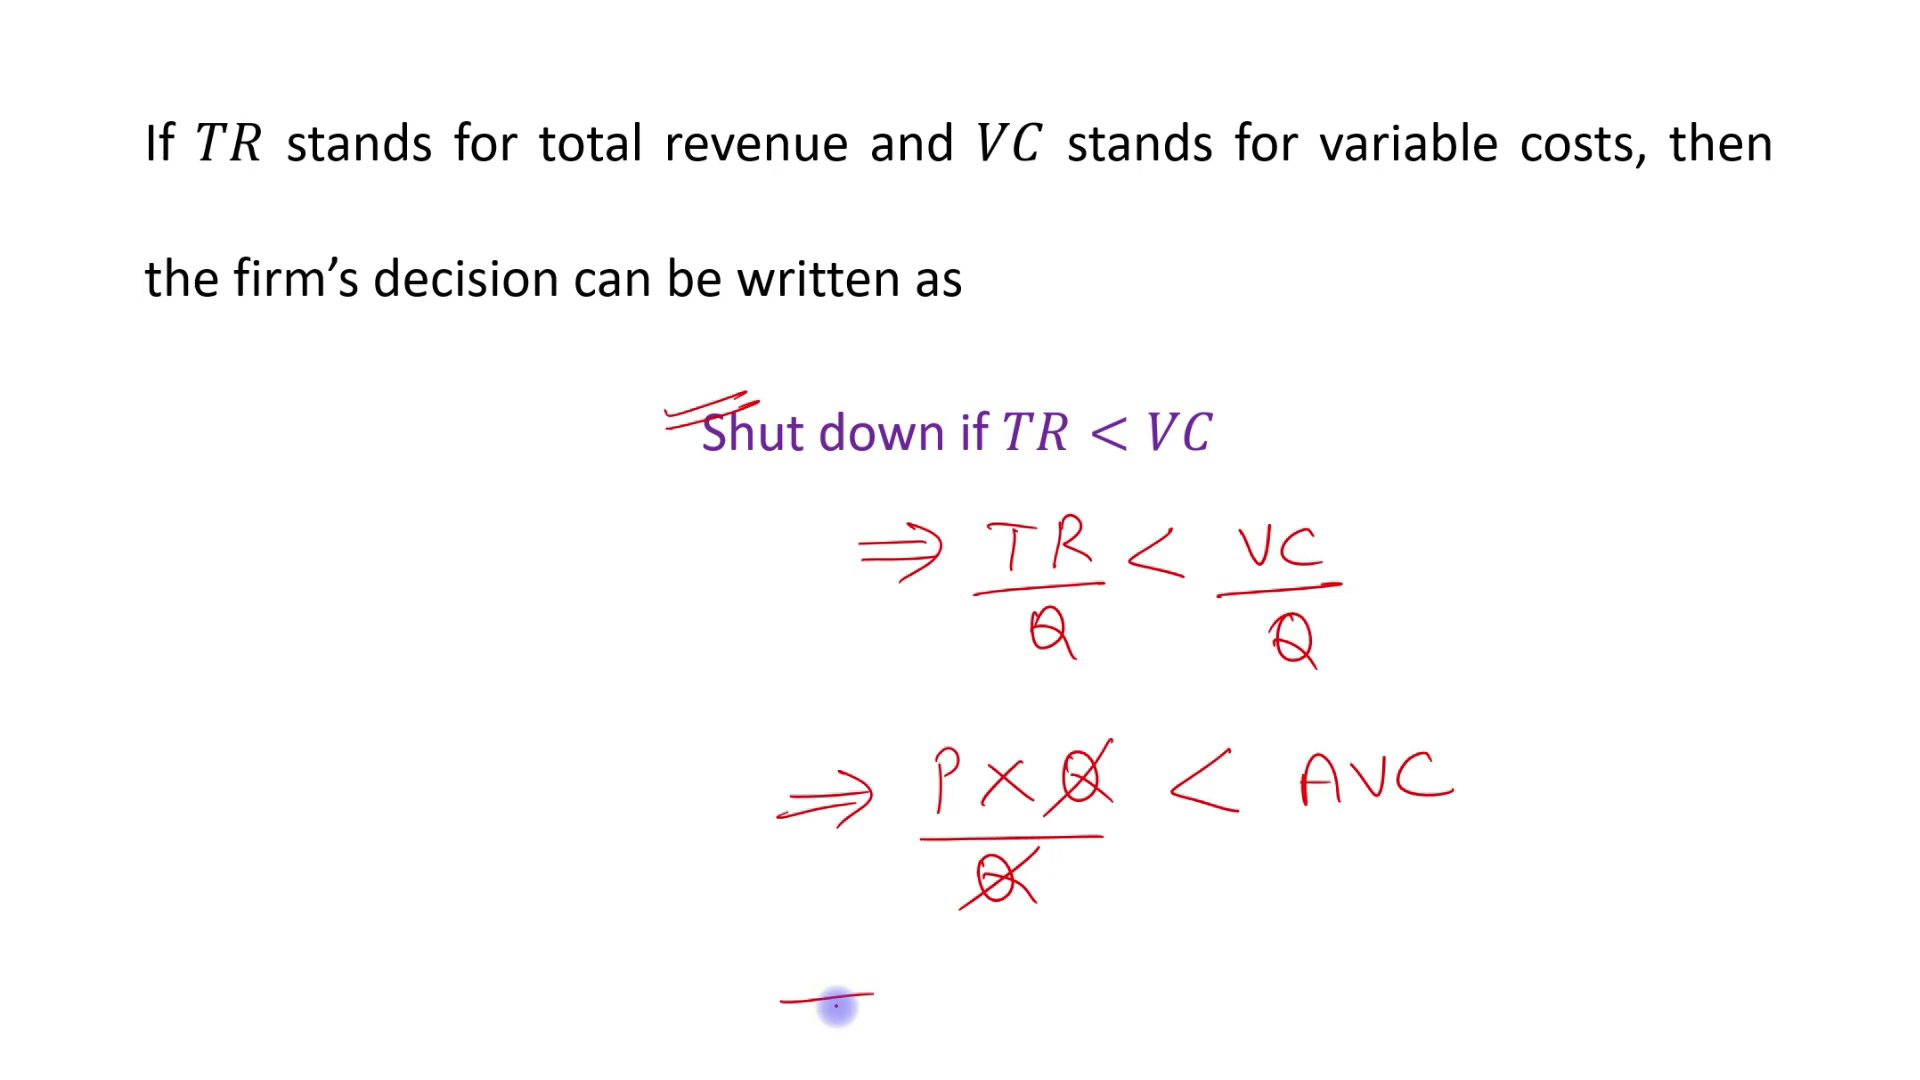 If TR stands for total revenue and VC stands for variable costs, then
the firm’s decision can be written as
Shut down if TR < VC
⇒ TR/Q < VC/Q
⇒ P×Q/Q < AVC